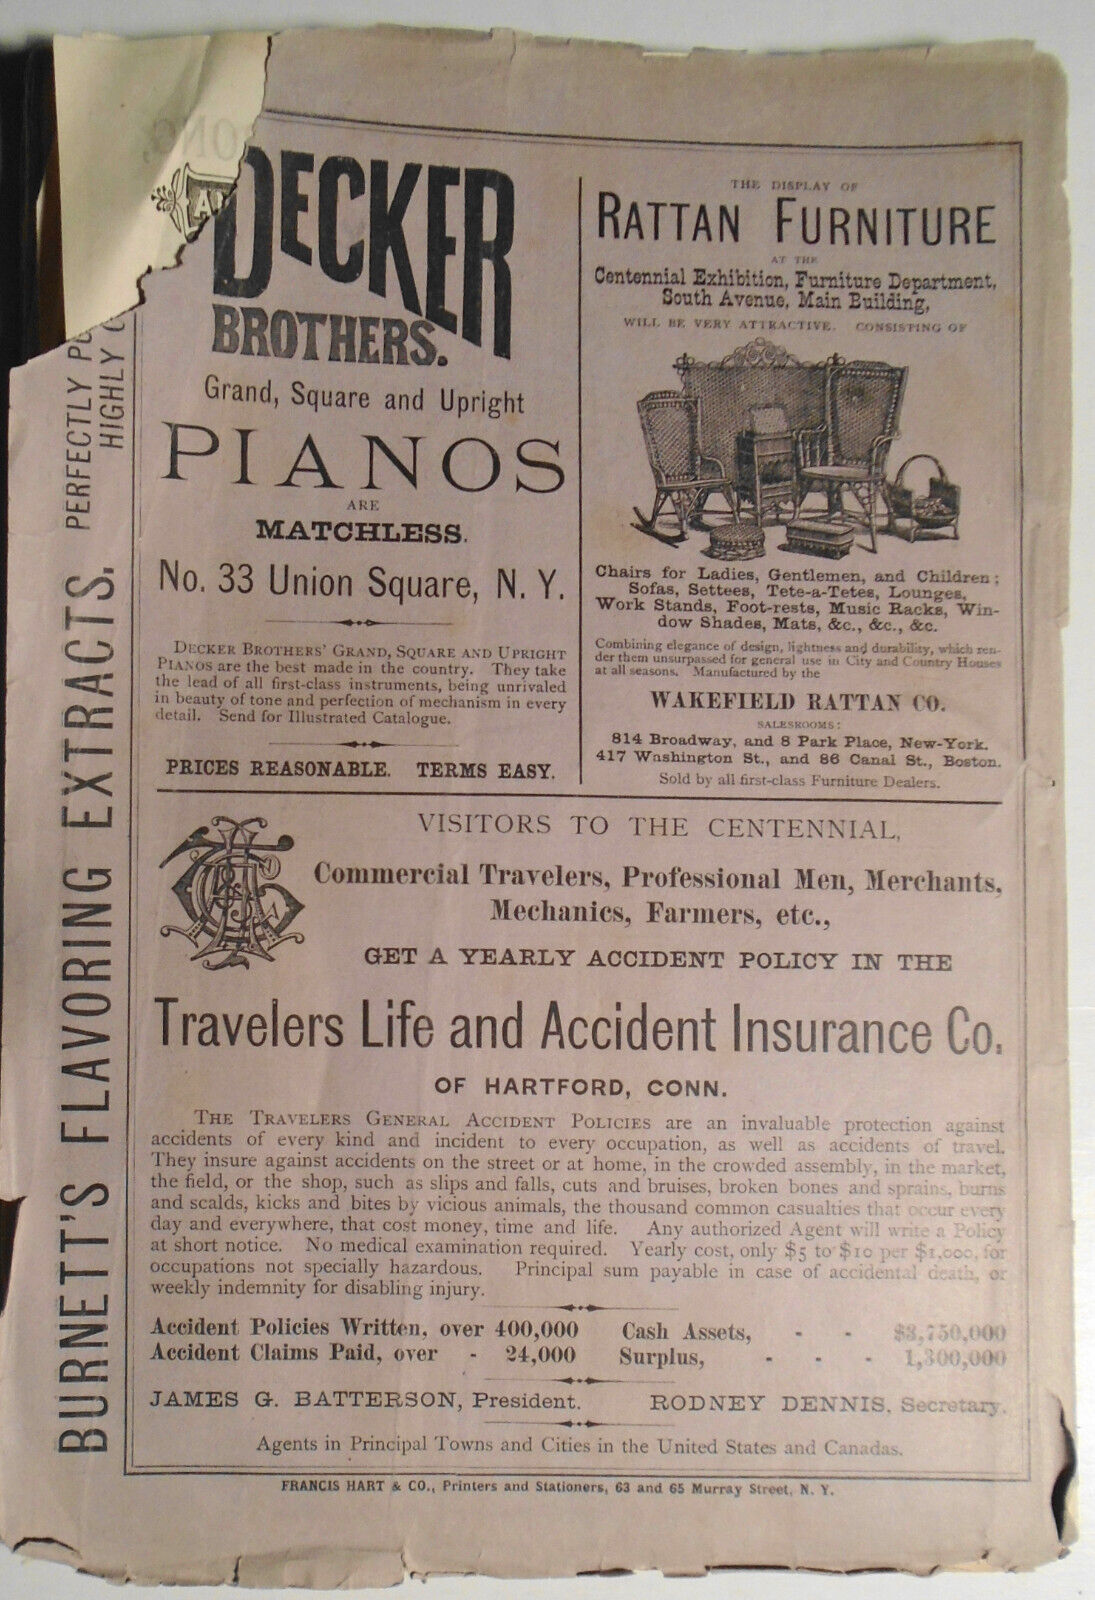 BURNETT'S FLAVORING EXTRACTS.
PERFECTLY
HIGHLY
DECKER
BROTHERS.
Grand, Square and Upright
PIANOS
ARE
MATCHLESS.
No. 33 Union Square, N. Y.
DECKER BROTHERS' GRAND, SQUARE AND UPRIGHT
PIANOS are the best made in the country. They take
the lead of all first-class instruments, being unrivaled
in beauty of tone and perfection of mechanism in every
detail. Send for Illustrated Catalogue.
PRICES REASONABLE. TERMS EASY.
THE DISPLAY OF
RATTAN FURNITURE
AT THE
Centennial Exhibition, Furniture Department,
South Avenue, Main Building,
WILL BE VERY ATTRACTIVE. CONSISTING OF
Chairs for Ladies, Gentlemen, and Children;
Sofas, Settees, Tete-a-Tetes, Lounges,
Work Stands, Foot-rests, Music Racks, Win-
dow Shades, Mats, &c., &c., &c.
Combining elegance of design, lightness and durability, which ren-
der them unsurpassed for general use in City and Country Houses
at all seasons. Manufactured by the
WAKEFIELD RATTAN CO.
SALESROOMS:
814 Broadway, and 8 Park Place, New-York.
417 Washington St., and 86 Canal St., Boston.
Sold by all first-class Furniture Dealers.
VISITORS TO THE CENTENNIAL,
Commercial Travelers, Professional Men, Merchants,
Mechanics, Farmers, etc.,
GET A YEARLY ACCIDENT POLICY IN THE
Travelers Life and Accident Insurance Co.
OF HARTFORD, CONN.
THE TRAVELERS GENERAL ACCIDENT POLICIES are an invaluable protection against
accidents of every kind and incident to every occupation, as well as accidents of travel.
They insure against accidents on the street or at home, in the crowded assembly, in the market,
the field, or the shop, such as slips and falls, cuts and bruises, broken bones and sprains, burns
and scalds, kicks and bites by vicious animals, the thousand common casualties that occur every
day and everywhere, that cost money, time and life. Any authorized Agent will write a Policy
at short notice. No medical examination required. Yearly cost, only $5 to $10 per $1,000, for
occupations not specially hazardous. Principal sum payable in case of accidental death, or
weekly indemnity for disabling injury.
Accident Policies Written, over 400,000 Cash Assets, - - $3,750,000
Accident Claims Paid, over - 24,000 Surplus, - - - 1,300,000
JAMES G. BATTERSON, President. RODNEY DENNIS, Secretary.
Agents in Principal Towns and Cities in the United States and Canadas.
FRANCIS HART & CO., Printers and Stationers, 63 and 65 Murray Street, N. Y.